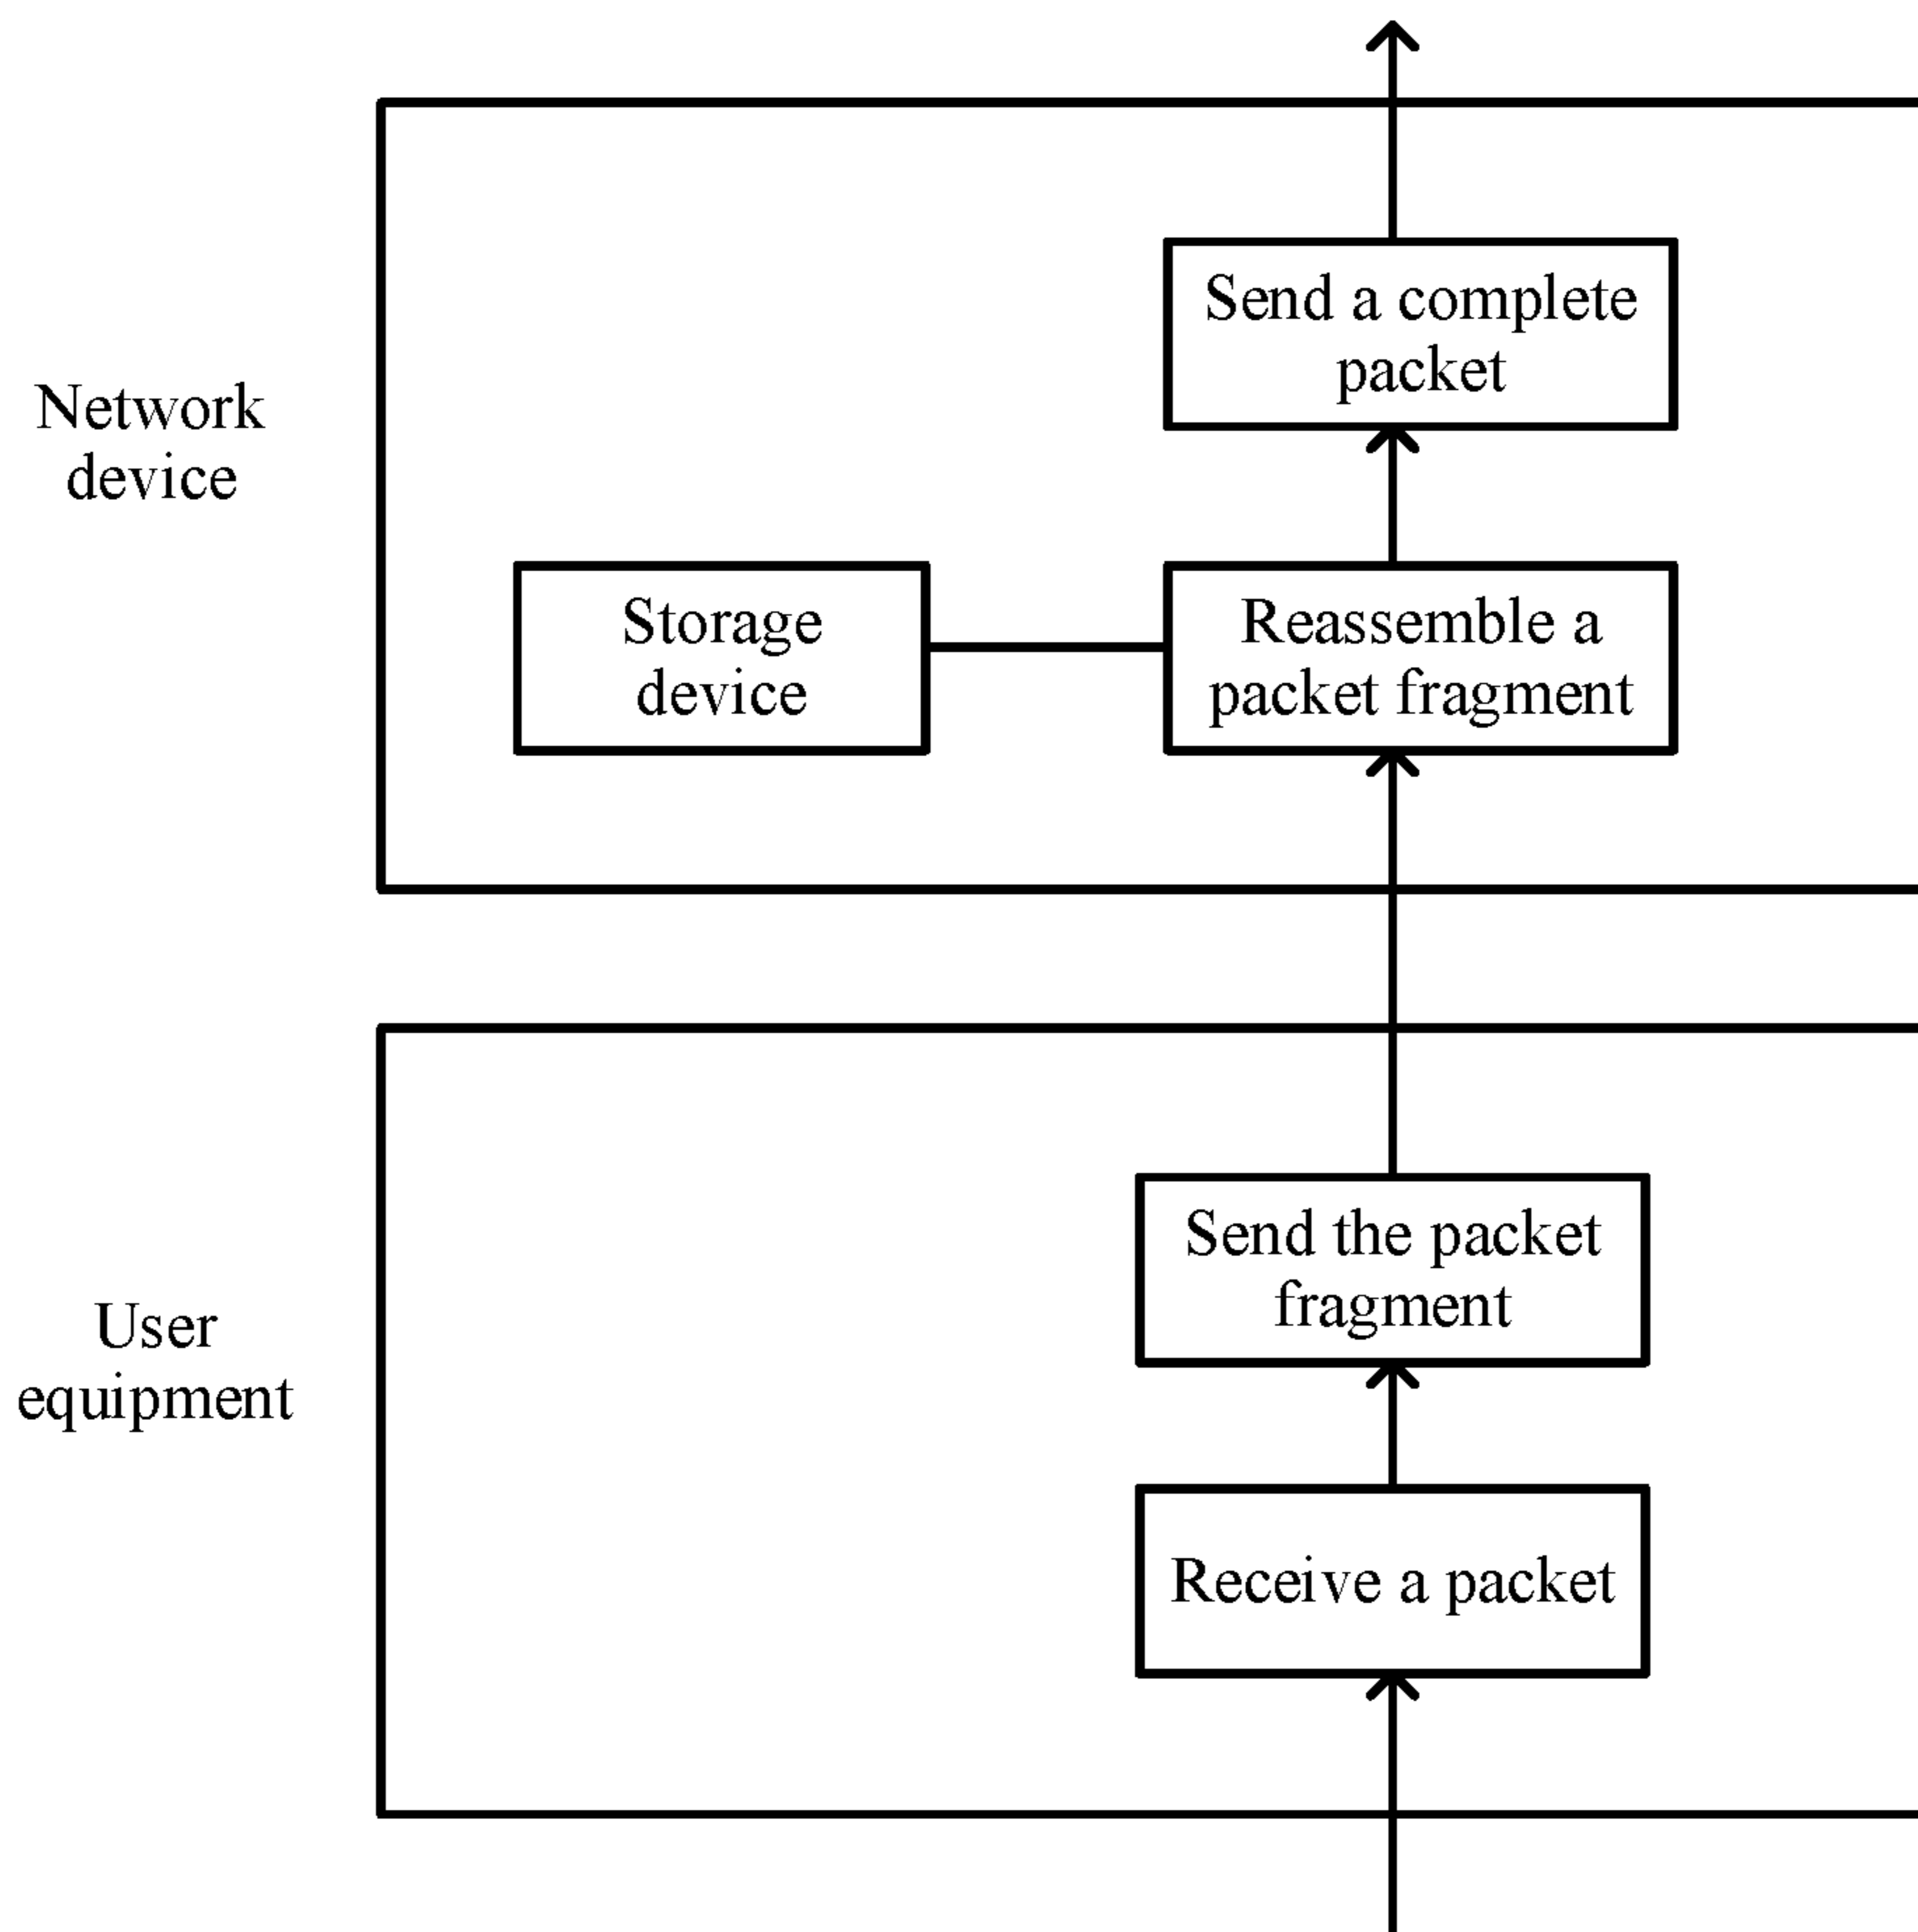 Send a complete
packet
Network
device
Storage
device
Reassemble a
packet fragment
Send the packet
fragment
User
equipment
Receive a packet